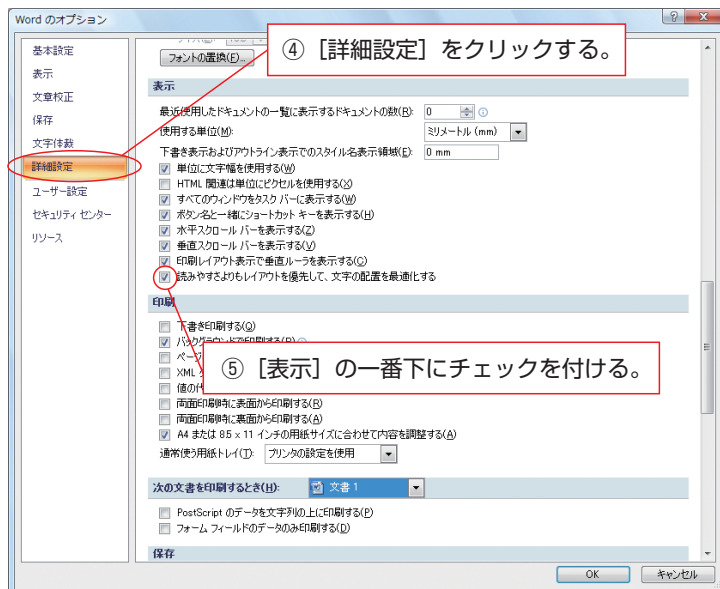 Word のオプション
基本設定
表示
文章校正
保存
文字体裁
詳細設定
ユーザー設定
セキュリティ センター
リソース
フォントの置換(F)...
④［詳細設定］をクリックする。
表示
最近使用したドキュメントの一覧に表示するドキュメントの数(R): 0
使用する単位(M): ミリメートル (mm)
下書き表示およびアウトライン表示でのスタイル名表示領域(E): 0 mm
単位に文字幅を使用する(W)
HTML 関連は単位にピクセルを使用する(X)
すべてのウィンドウをタスク バーに表示する(W)
ボタン名と一緒にショートカット キーを表示する(H)
水平スクロール バーを表示する(Z)
垂直スクロール バーを表示する(V)
印刷レイアウト表示で垂直ルーラを表示する(C)
読みやすさよりもレイアウトを優先して、文字の配置を最適化する
印刷
下書き印刷する(Q)
バックグラウンドで印刷する(B)
⑤［表示］の一番下にチェックを付ける。
ペー
XML
値の代
両面印刷時に表面から印刷する(R)
両面印刷時に裏面から印刷する(A)
A4 または 8.5 x 11 インチの用紙サイズに合わせて内容を調整する(A)
通常使う用紙トレイ(T): プリンタの設定を使用
次の文書を印刷するとき(H): 文書 1
PostScript のデータを文字列の上に印刷する(P)
フォーム フィールドのデータのみ印刷する(D)
保存
OK
キャンセル